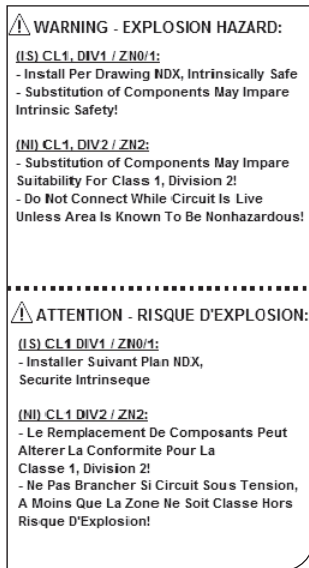 WARNING - EXPLOSION HAZARD:
(IS) CL1, DIV1 / ZN0/1:
- Install Per Drawing NDX, Intrinsically Safe
- Substitution of Components May Impare
Intrinsic Safety!
(NI) CL1, DIV2 / ZN2:
- Substitution of Components May Impare
Suitability For Class 1, Division 2!
- Do Not Connect While Circuit Is Live
Unless Area Is Known To Be Nonhazardous!
ATTENTION - RISQUE D'EXPLOSION:
(IS) CL1 DIV1 / ZN0/1:
- Installer Suivant Plan NDX,
Securite Intrinseque
(NI) CL1 DIV2 / ZN2:
- Le Remplacement De Composants Peut
Alterer La Conformite Pour La
Classe 1, Division 2!
- Ne Pas Brancher Si Circuit Sous Tension,
A Moins Que La Zone Ne Soit Classe Hors
Risque D'Explosion!